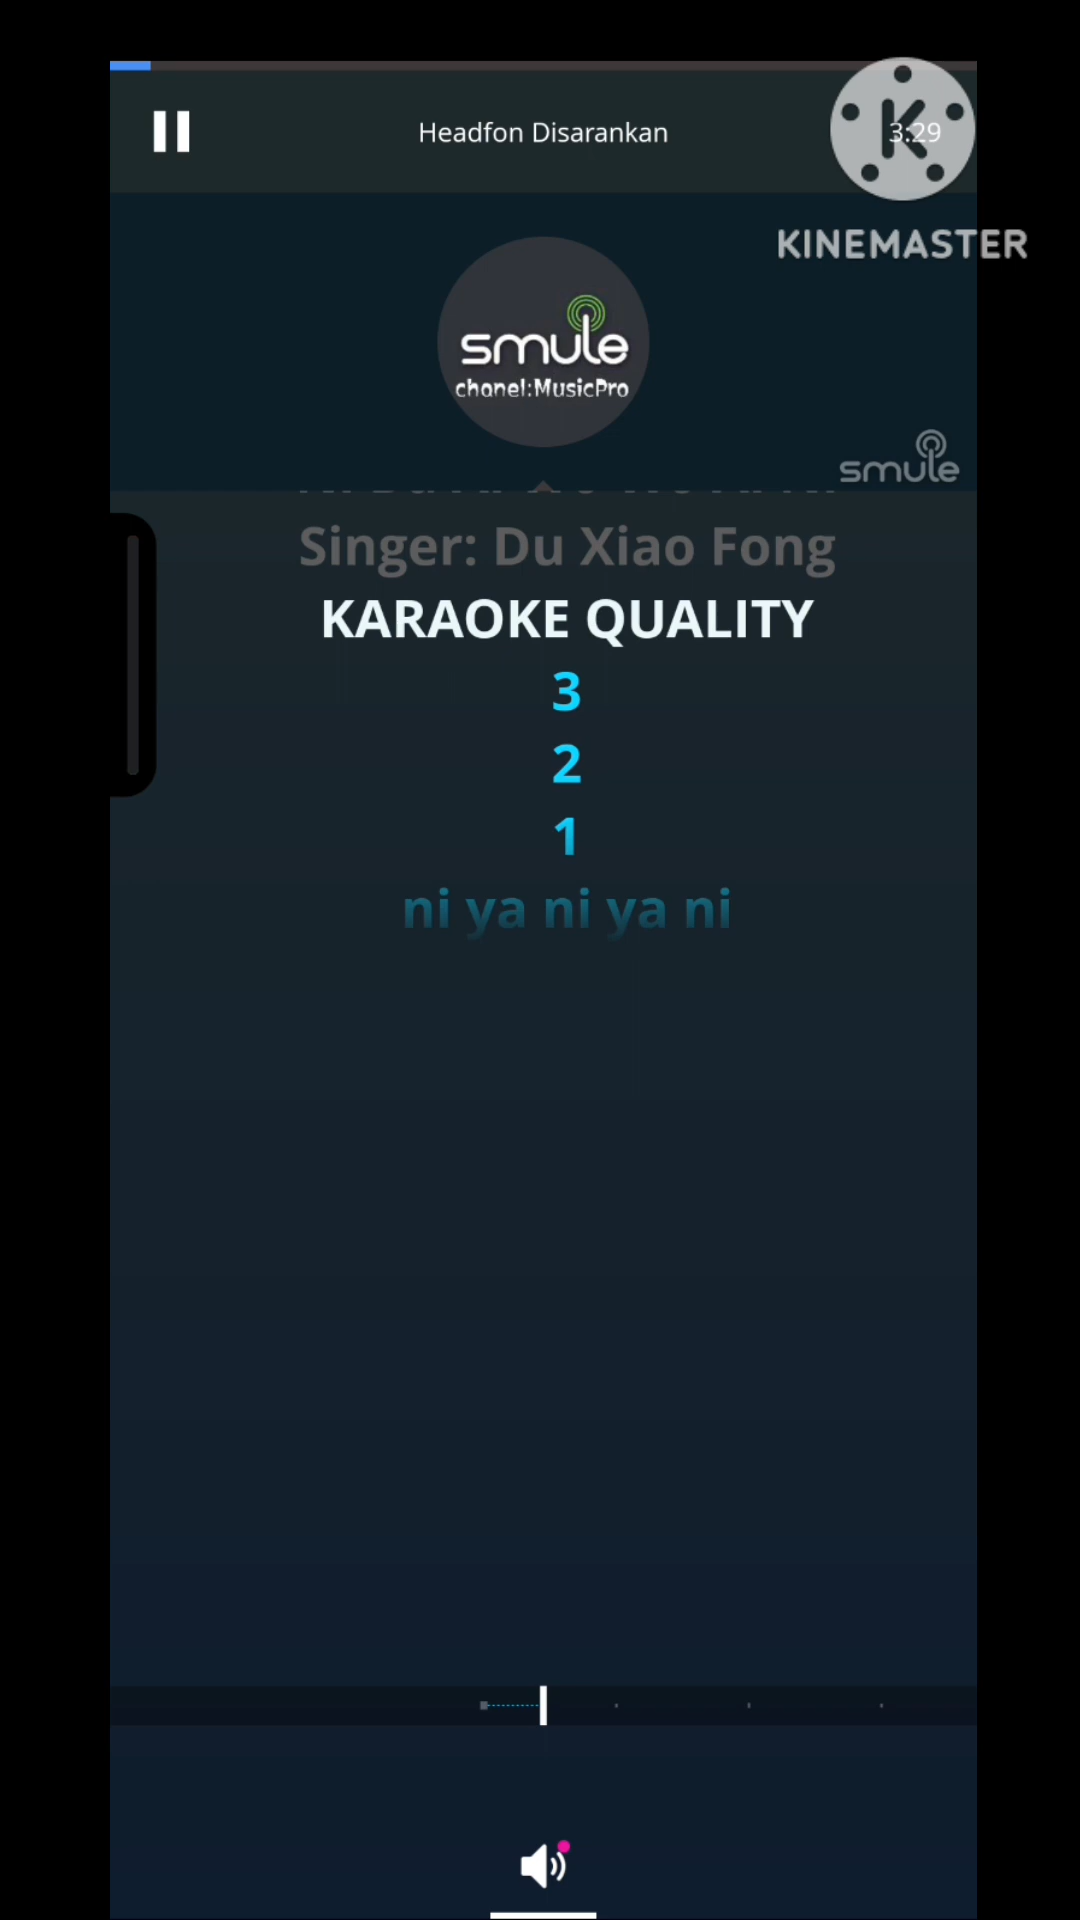 Headfon Disarankan
3:29
KINEMASTER
smule
chanel:MusicPro
smule
Singer: Du Xiao Fong
KARAOKE QUALITY
3
2
1
ni ya ni ya ni